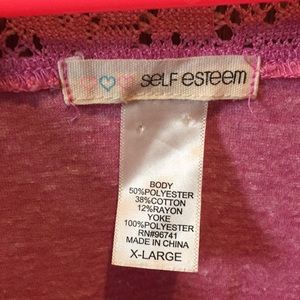 SELF ESTEEM
BODY
50%POLYESTER
38%COTTON
12%RAYON
YOKE
100%POLYESTER
RN#96741
MADE IN CHINA
X-LARGE